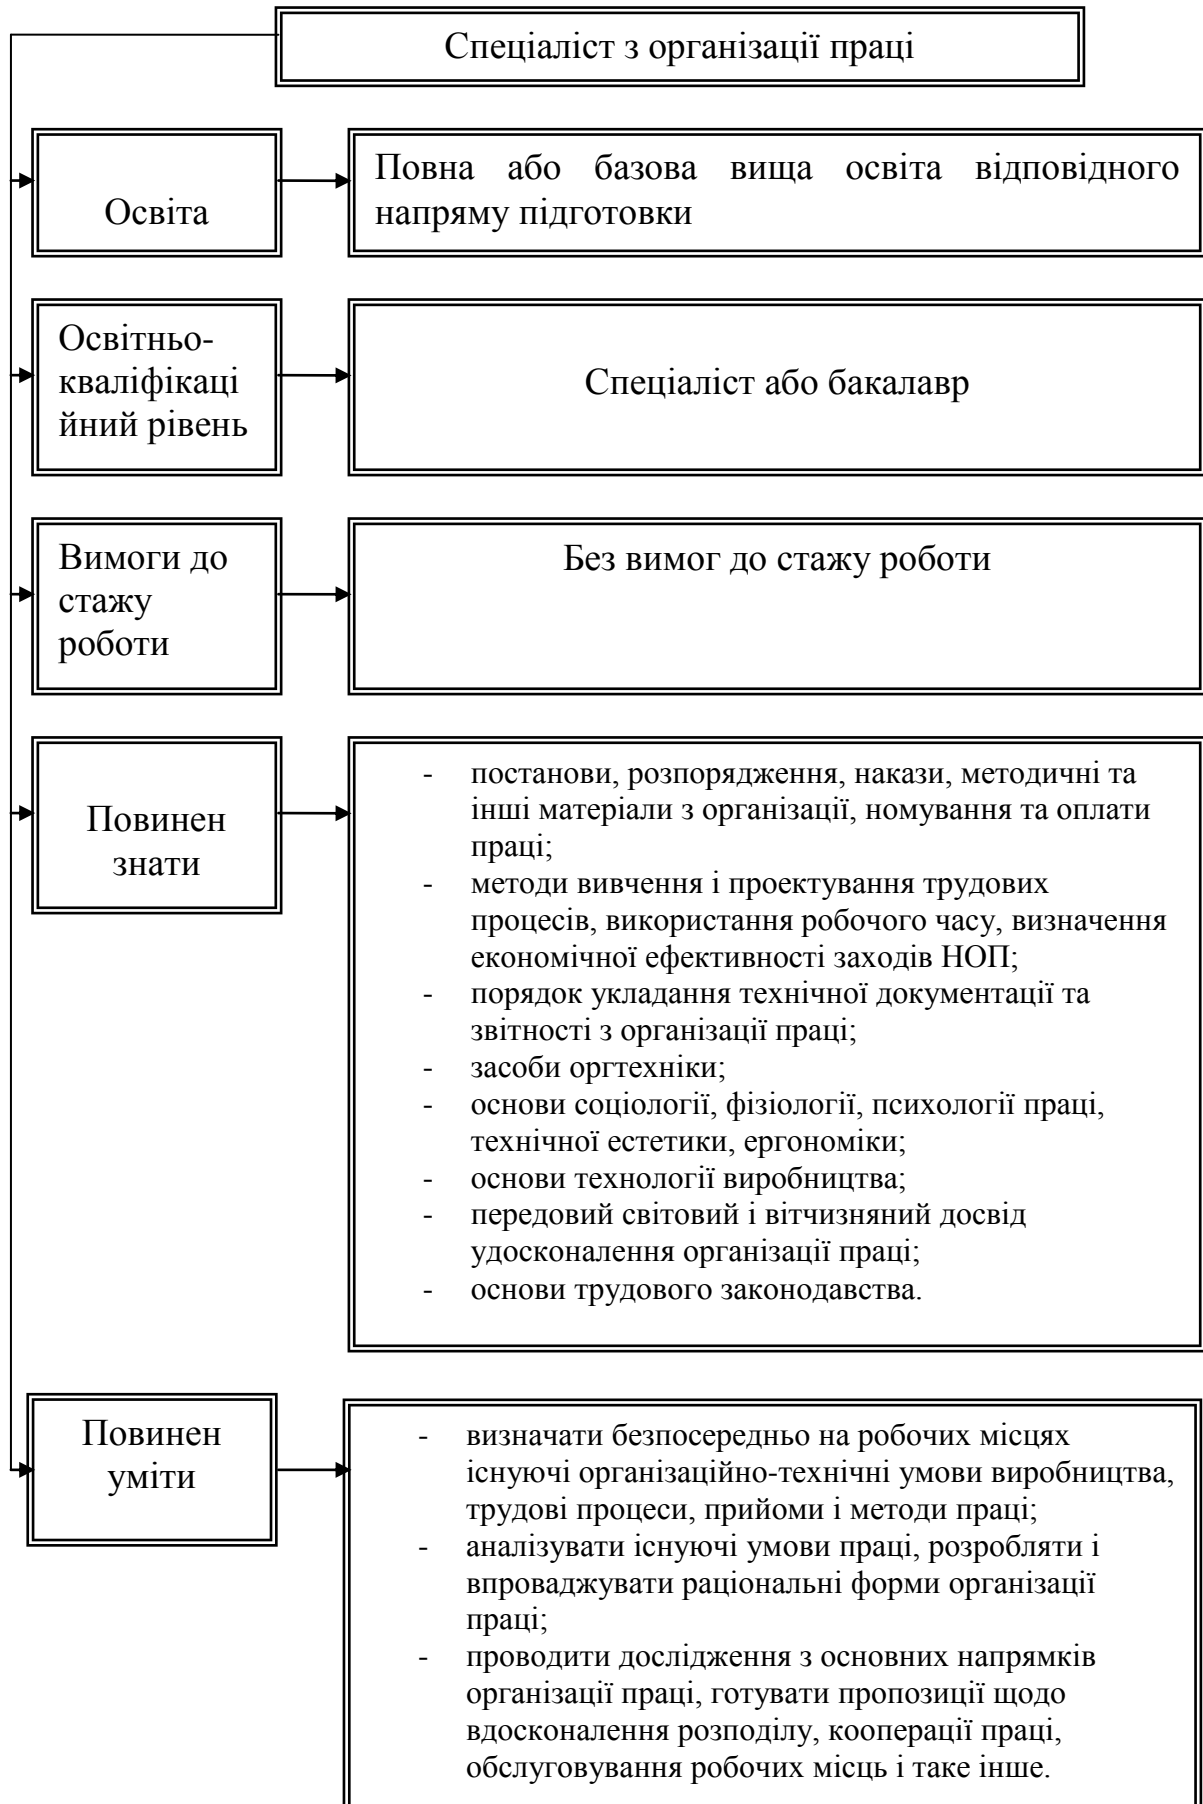 Спеціаліст з організації праці
Освіта
Повна або базова вища освіта відповідного
напряму підготовки
Освітньо-
кваліфікаці
йний рівень
Спеціаліст або бакалавр
Вимоги до
стажу
роботи
Без вимог до стажу роботи
Повинен
знати
- постанови, розпорядження, накази, методичні та
інші матеріали з організації, номування та оплати
праці;
- методи вивчення і проектування трудових
процесів, використання робочого часу, визначення
економічної ефективності заходів НОП;
- порядок укладання технічної документації та
звітності з організації праці;
- засоби оргтехніки;
- основи соціології, фізіології, психології праці,
технічної естетики, ергономіки;
- основи технології виробництва;
- передовий світовий і вітчизняний досвід
удосконалення організації праці;
- основи трудового законодавства.
Повинен
уміти
- визначати безпосередньо на робочих місцях
існуючі організаційно-технічні умови виробництва,
трудові процеси, прийоми і методи праці;
- аналізувати існуючі умови праці, розробляти і
впроваджувати раціональні форми організації
праці;
- проводити дослідження з основних напрямків
організації праці, готувати пропозиції щодо
вдосконалення розподілу, кооперації праці,
обслуговування робочих місць і таке інше.